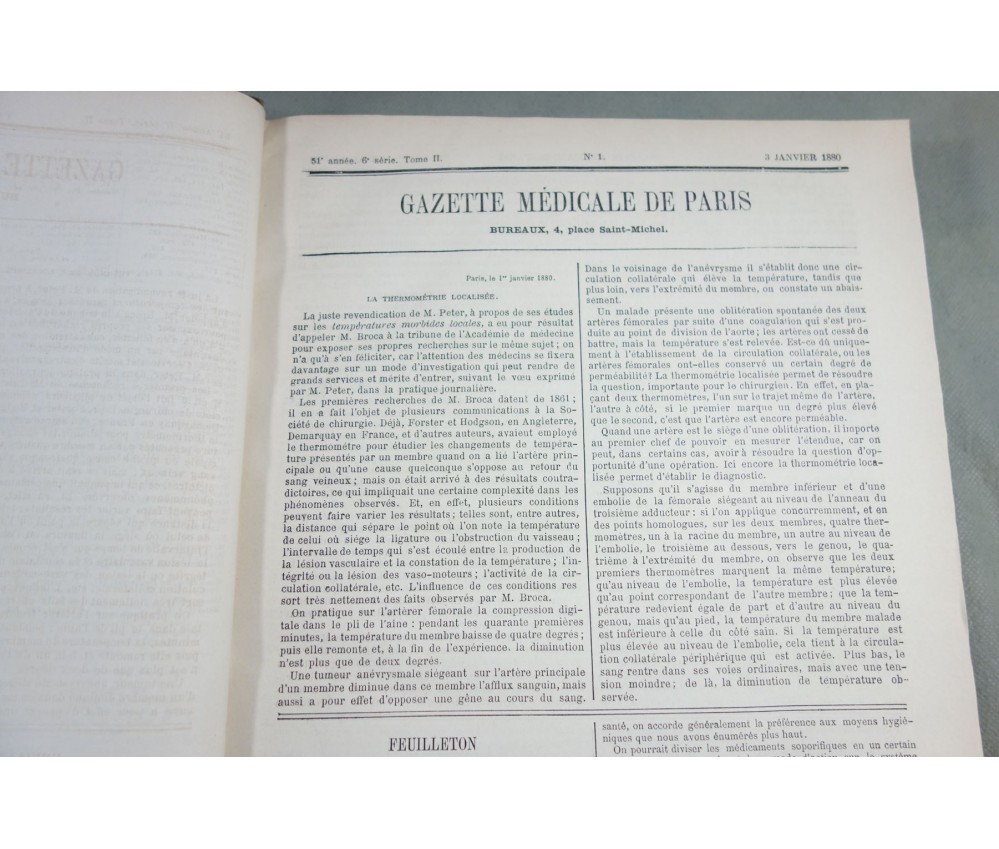 51e année. 6e série. Tome II.
N° 1.
3 JANVIER 1880
GAZETTE MÉDICALE DE PARIS
BUREAUX, 4, place Saint-Michel.
Paris, le 1er janvier 1880.
LA THERMOMÉTRIE LOCALISÉE.
La juste revendication de M. Peter, à propos de ses études
sur les températures morbides locales, a eu pour résultat
d'appeler M. Broca à la tribune de l'Académie de médecine
pour exposer ses propres recherches sur le même sujet ; on
n'a qu'à s'en féliciter, car l'attention des médecins se fixera
davantage sur un mode d'investigation qui peut rendre de
grands services et mérite d'entrer, suivant le vœu exprimé
par M. Peter, dans la pratique journalière.
Les premières recherches de M. Broca datent de 1861 ;
il en a fait l'objet de plusieurs communications à la So-
ciété de chirurgie. Déjà, Forster et Hodgson, en Angleterre,
Demarquay en France, et d'autres auteurs, avaient employé
le thermomètre pour étudier les changements de tempéra-
ture présentés par un membre quand on a lié l'artère prin-
cipale ou qu'une cause quelconque s'oppose au retour du
sang veineux ; mais on était arrivé à des résultats contra-
dictoires, ce qui impliquait une certaine complexité dans les
phénomènes observés. Et, en effet, plusieurs conditions
peuvent faire varier les résultats ; telles sont, entre autres,
la distance qui sépare le point où l'on note la température
de celui où siége la ligature ou l'obstruction du vaisseau ;
l'intervalle de temps qui s'est écoulé entre la production de
la lésion vasculaire et la constation de la température ; l'in-
tégrité ou la lésion des vaso-moteurs ; l'activité de la cir-
culation collatérale, etc. L'influence de ces conditions res
sort très nettement des faits observés par M. Broca.
On pratique sur l'artérer fémorale la compression digi-
tale dans le pli de l'aine : pendant les quarante premières
minutes, la température du membre baisse de quatre degrés ;
puis elle remonte et, à la fin de l'expérience. la diminution
n'est plus que de deux degrés.
Une tumeur anévrysmale siégeant sur l'artère principale
d'un membre diminue dans ce membre l'afflux sanguin, mais
aussi a pour effet d'opposer une gêne au cours du sang.
Dans le voisinage de l'anévrysme il s'établit donc une cir-
culation collatérale qui élève la température, tandis que
plus loin, vers l'extrémité du membre, on constate un abais-
sement.
Un malade présente une oblitération spontanée des deux
artères fémorales par suite d'une coagulation qui s'est pro-
duite au point de division de l'aorte ; les artères ont cessé de
battre, mais la température s'est relevée. Est-ce dû unique-
ment à l'établissement de la circulation collatérale, ou les
artères fémorales ont-elles conservé un certain degré de
perméabilité? La thermométrie localisée permet de résoudre
la question, importante pour le chirurgien. En effet, en pla-
çant deux thermomètres, l'un sur le trajet même de l'artère,
l'autre à côté, si le premier marque un degré plus élevé
que le second, c'est que l'artère est encore perméable.
Quand une artère est le siége d'une oblitération, il importe
au premier chef de pouvoir en mesurer l'étendue, car on
peut, dans certains cas, avoir à résoudre la question d'op-
portunité d'une opération. Ici encore la thermométrie loca-
lisée permet d'établir le diagnostic.
Supposons qu'il s'agisse du membre inférieur et d'une
embolie de la fémorale siégeant au niveau de l'anneau du
troisième adducteur : si l'on applique concurremment, et en
des points homologues, sur les deux membres, quatre ther-
momètres, un à la racine du membre, un autre au niveau de
l'embolie, le troisième au dessous, vers le genou, le qua-
trième à l'extrémité du membre, on observe que les deux
premiers thermomètres marquent la même température;
qu'au niveau de l'embolie, la température est plus élevée
qu'au point correspondant de l'autre membre ; que la tem-
pérature redevient égale de part et d'autre au niveau du
genou, mais qu'au pied, la température du membre malade
est inférieure à celle du côté sain. Si la température est
plus élevée au niveau de l'embolie, cela tient à la circula-
tion collatérale périphérique qui est activée. Plus bas, le
sang rentre dans ses voies ordinaires, mais avec une ten-
sion moindre ; de là, la diminution de température ob-
servée.
FEUILLETON
santé, on accorde généralement la préférence aux moyens hygié-
niques que nous avons énumérés plus haut.
On pourrait diviser les médicaments soporifiques en un certain